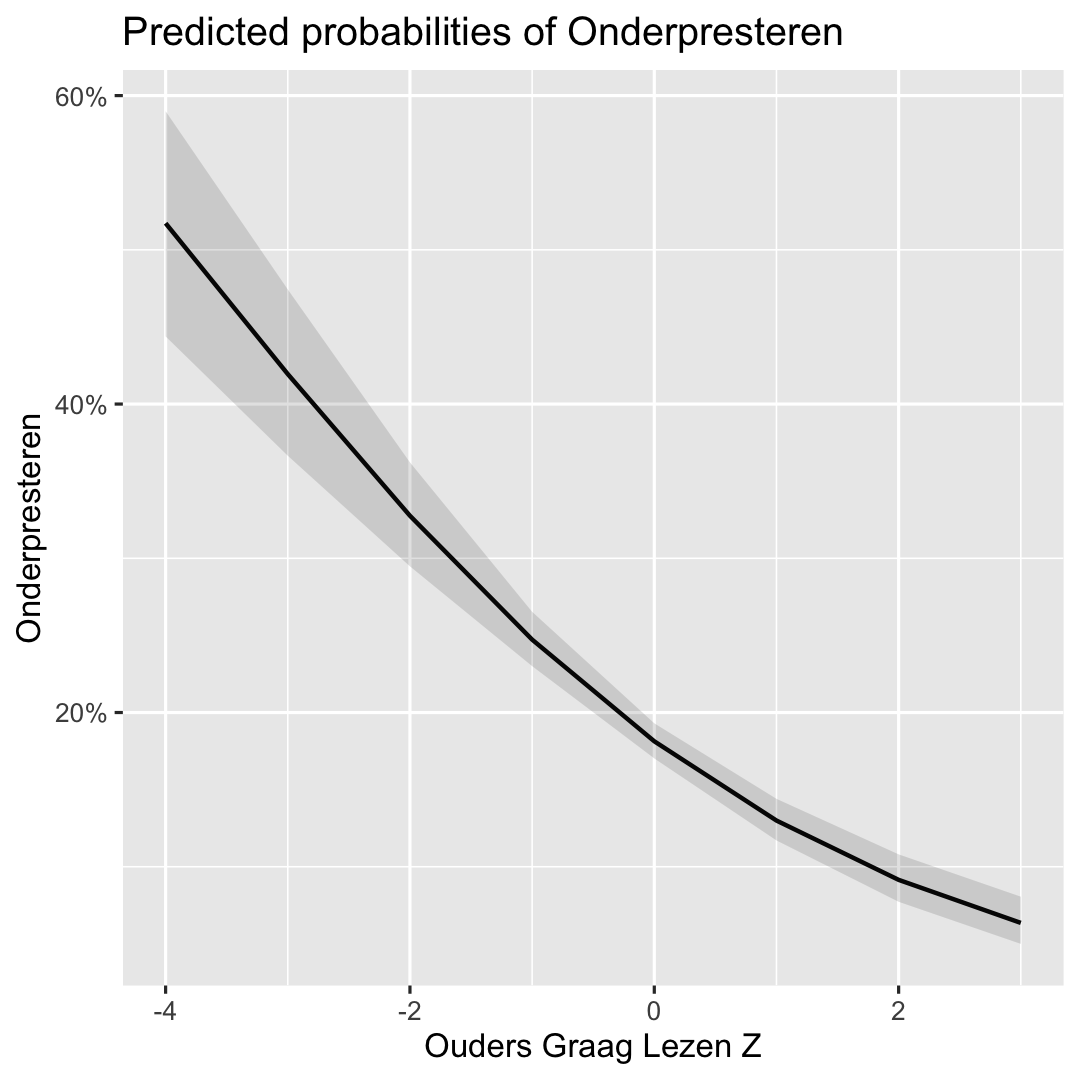 Predicted probabilities of Onderpresteren
60%
40%
20%
Onderpresteren
-4
-2
0
2
Ouders Graag Lezen Z